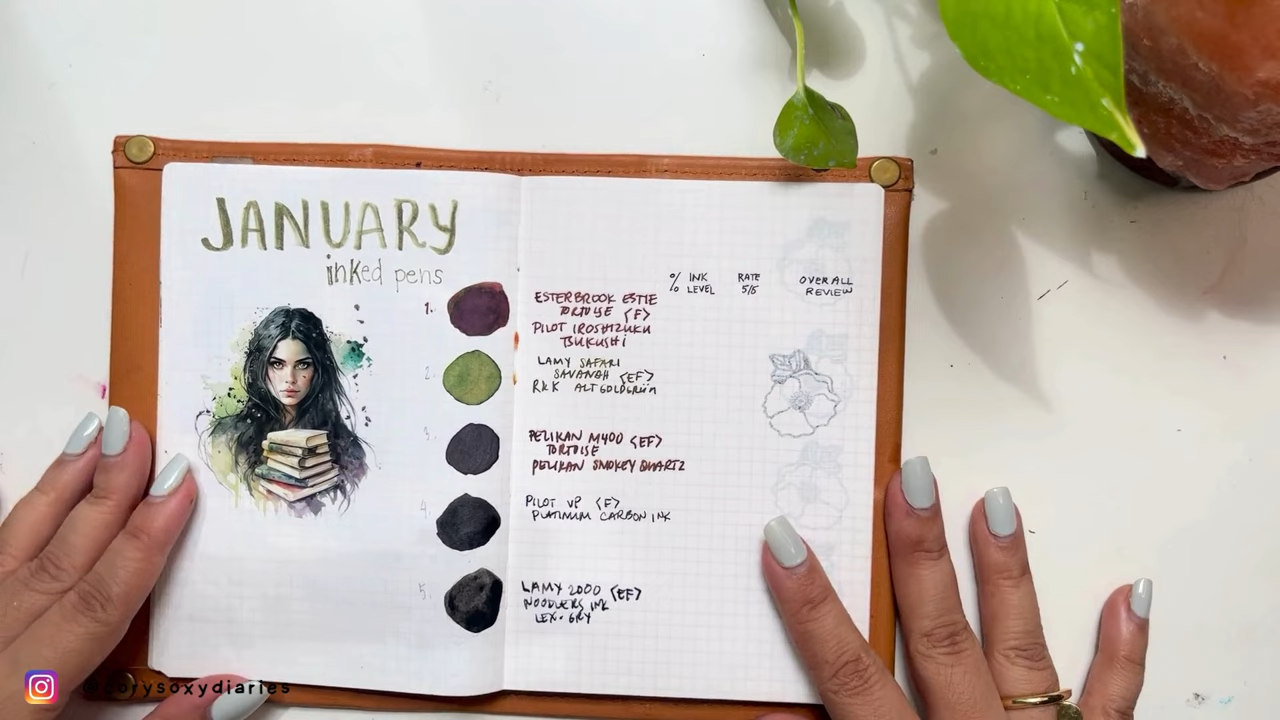 JANUARY
inked pens
% INK LEVEL
RATE 5/5
OVERALL REVIEW
1.
ESTERBROOK ESTIE
TORTOISE <F>
PILOT IROSHIZUKU
TSUKUSHI
2.
LAMY SAFARI
SAVANAH <EF>
R&K ALT GOLDGRÜN
3.
PELIKAN M400 <EF>
TORTOISE
PELIKAN SMOKEY QUARTZ
4.
PILOT VP <F>
PLATINUM CARBON INK
5.
LAMY 2000 <EF>
NOODLERS INK
LEX. GRY